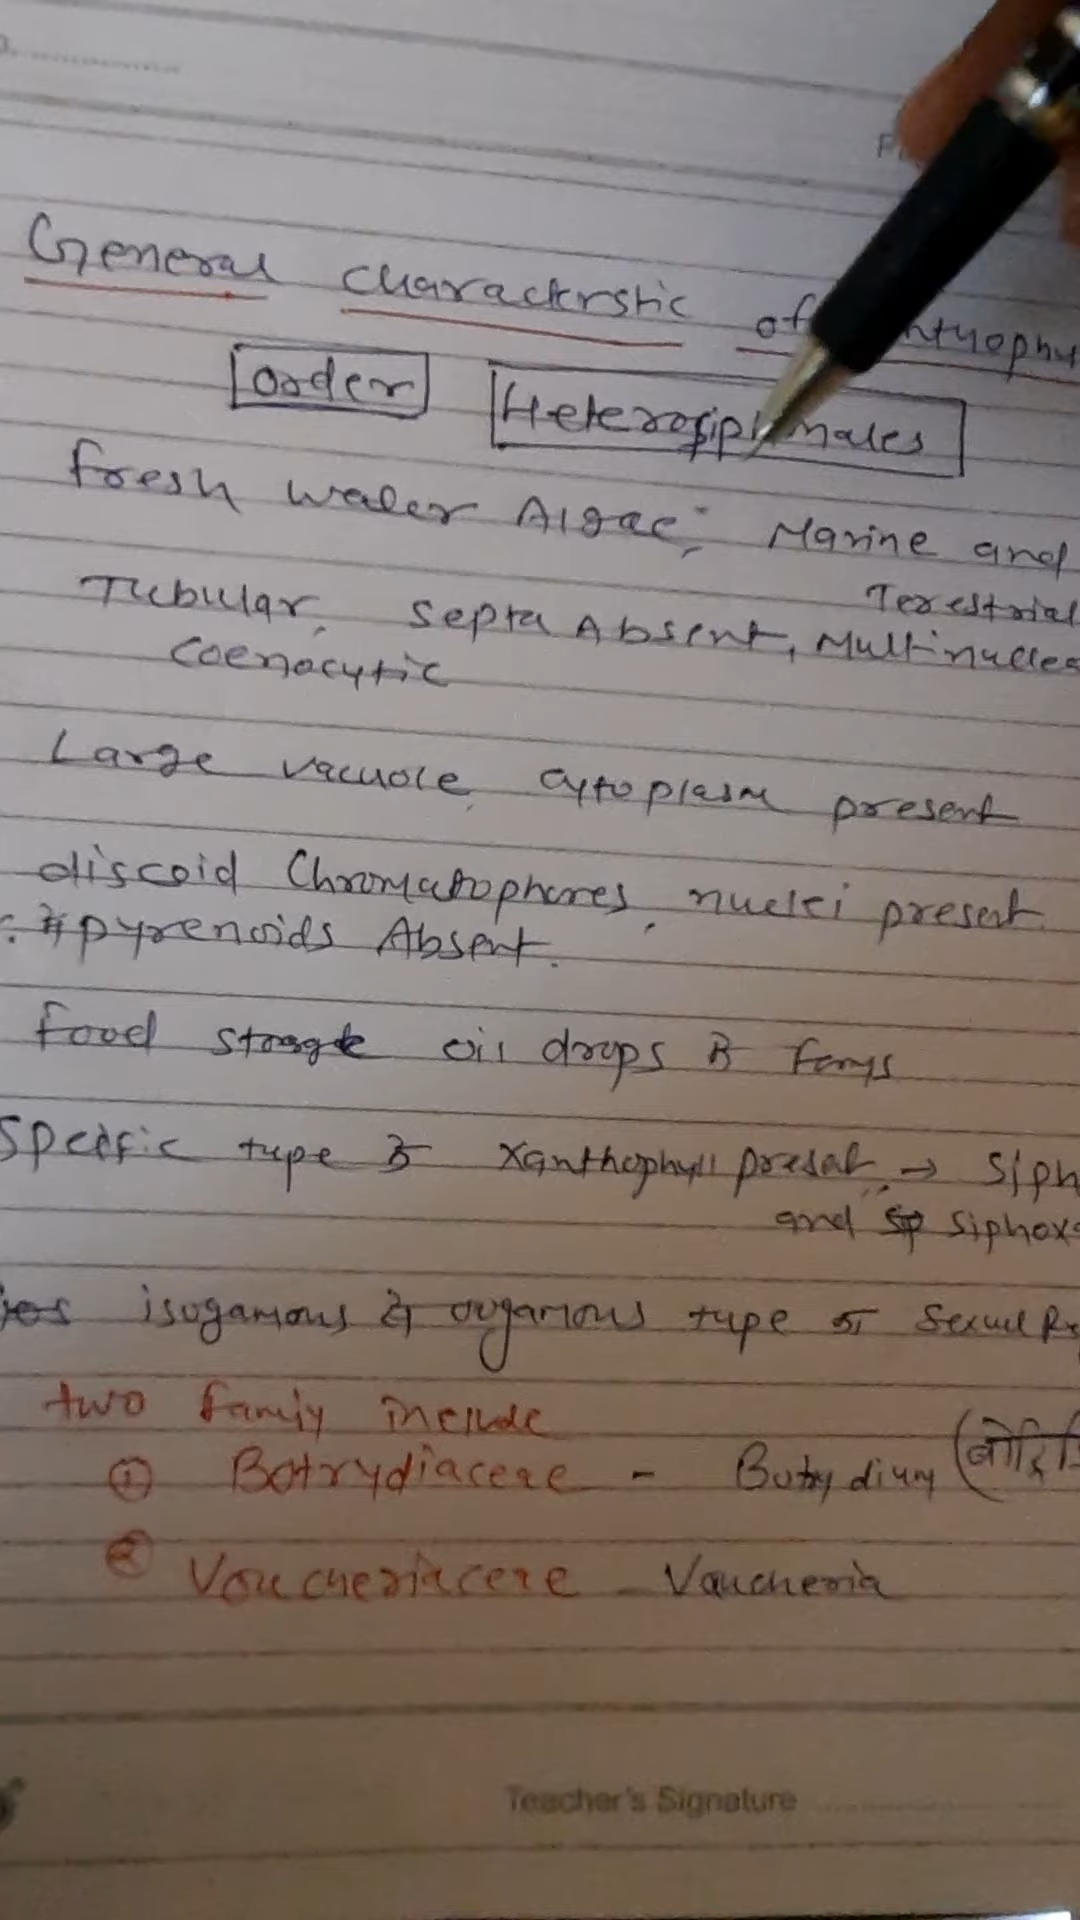 General characterstic of
order Heterosiphonales
fresh water Algae, Marine and
Terestrial
Tubular, septa Absent, Multinuclea
Coenocytic
Large vacuole, cytoplasm present
discoid Chromatophores, nuclei present
pyrenoids Absent.
food storage oil drops के form में
Specific type के xanthophyll present → Siph
and siphox
isogamous और oogamous type का sexual Re
two family include
① Botrydiaceae - Botrydium (बोट्रि
② Voucheriaceae - Vaucheria
Teacher's Signature